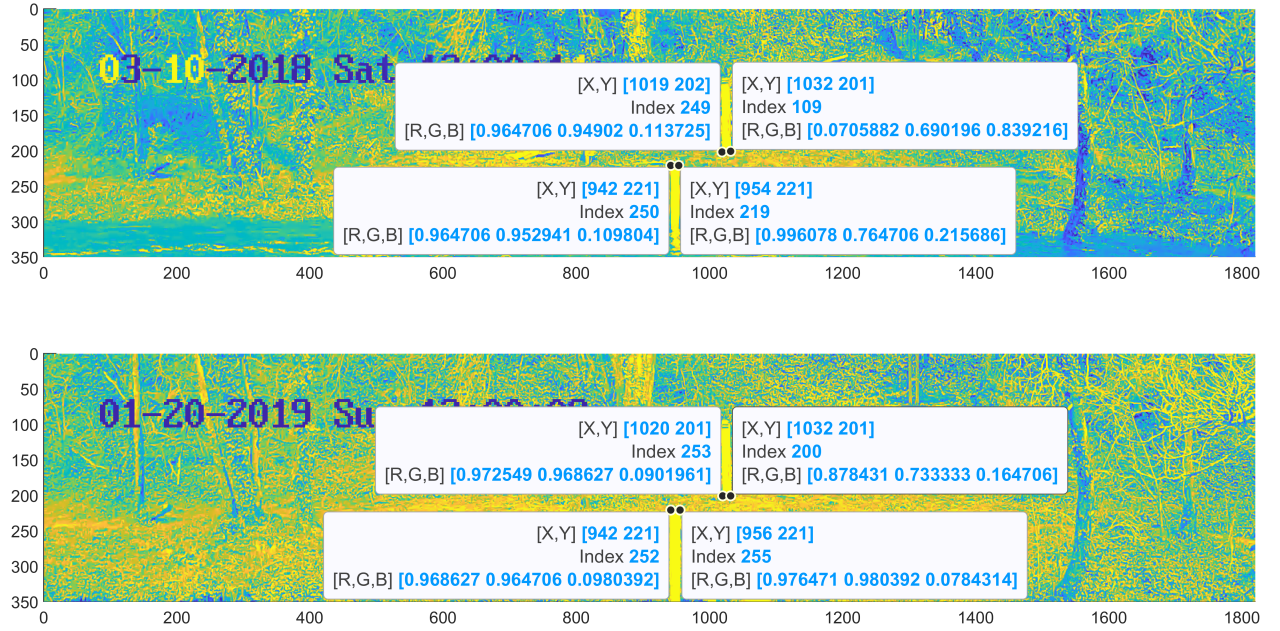 0
50
100
150
200
250
300
350
03-10-2018 Sat
[X,Y] [1019 202]
Index 249
[R,G,B] [0.964706 0.94902 0.113725]
[X,Y] [1032 201]
Index 109
[R,G,B] [0.0705882 0.690196 0.839216]
[X,Y] [942 221]
Index 250
[R,G,B] [0.964706 0.952941 0.109804]
[X,Y] [954 221]
Index 219
[R,G,B] [0.996078 0.764706 0.215686]
0 200 400 600 800 1000 1200 1400 1600 1800
0
50
100
150
200
250
300
350
01-20-2019 Su
[X,Y] [1020 201]
Index 253
[R,G,B] [0.972549 0.968627 0.0901961]
[X,Y] [1032 201]
Index 200
[R,G,B] [0.878431 0.733333 0.164706]
[X,Y] [942 221]
Index 252
[R,G,B] [0.968627 0.964706 0.0980392]
[X,Y] [956 221]
Index 255
[R,G,B] [0.976471 0.980392 0.0784314]
0 200 400 600 800 1000 1200 1400 1600 1800